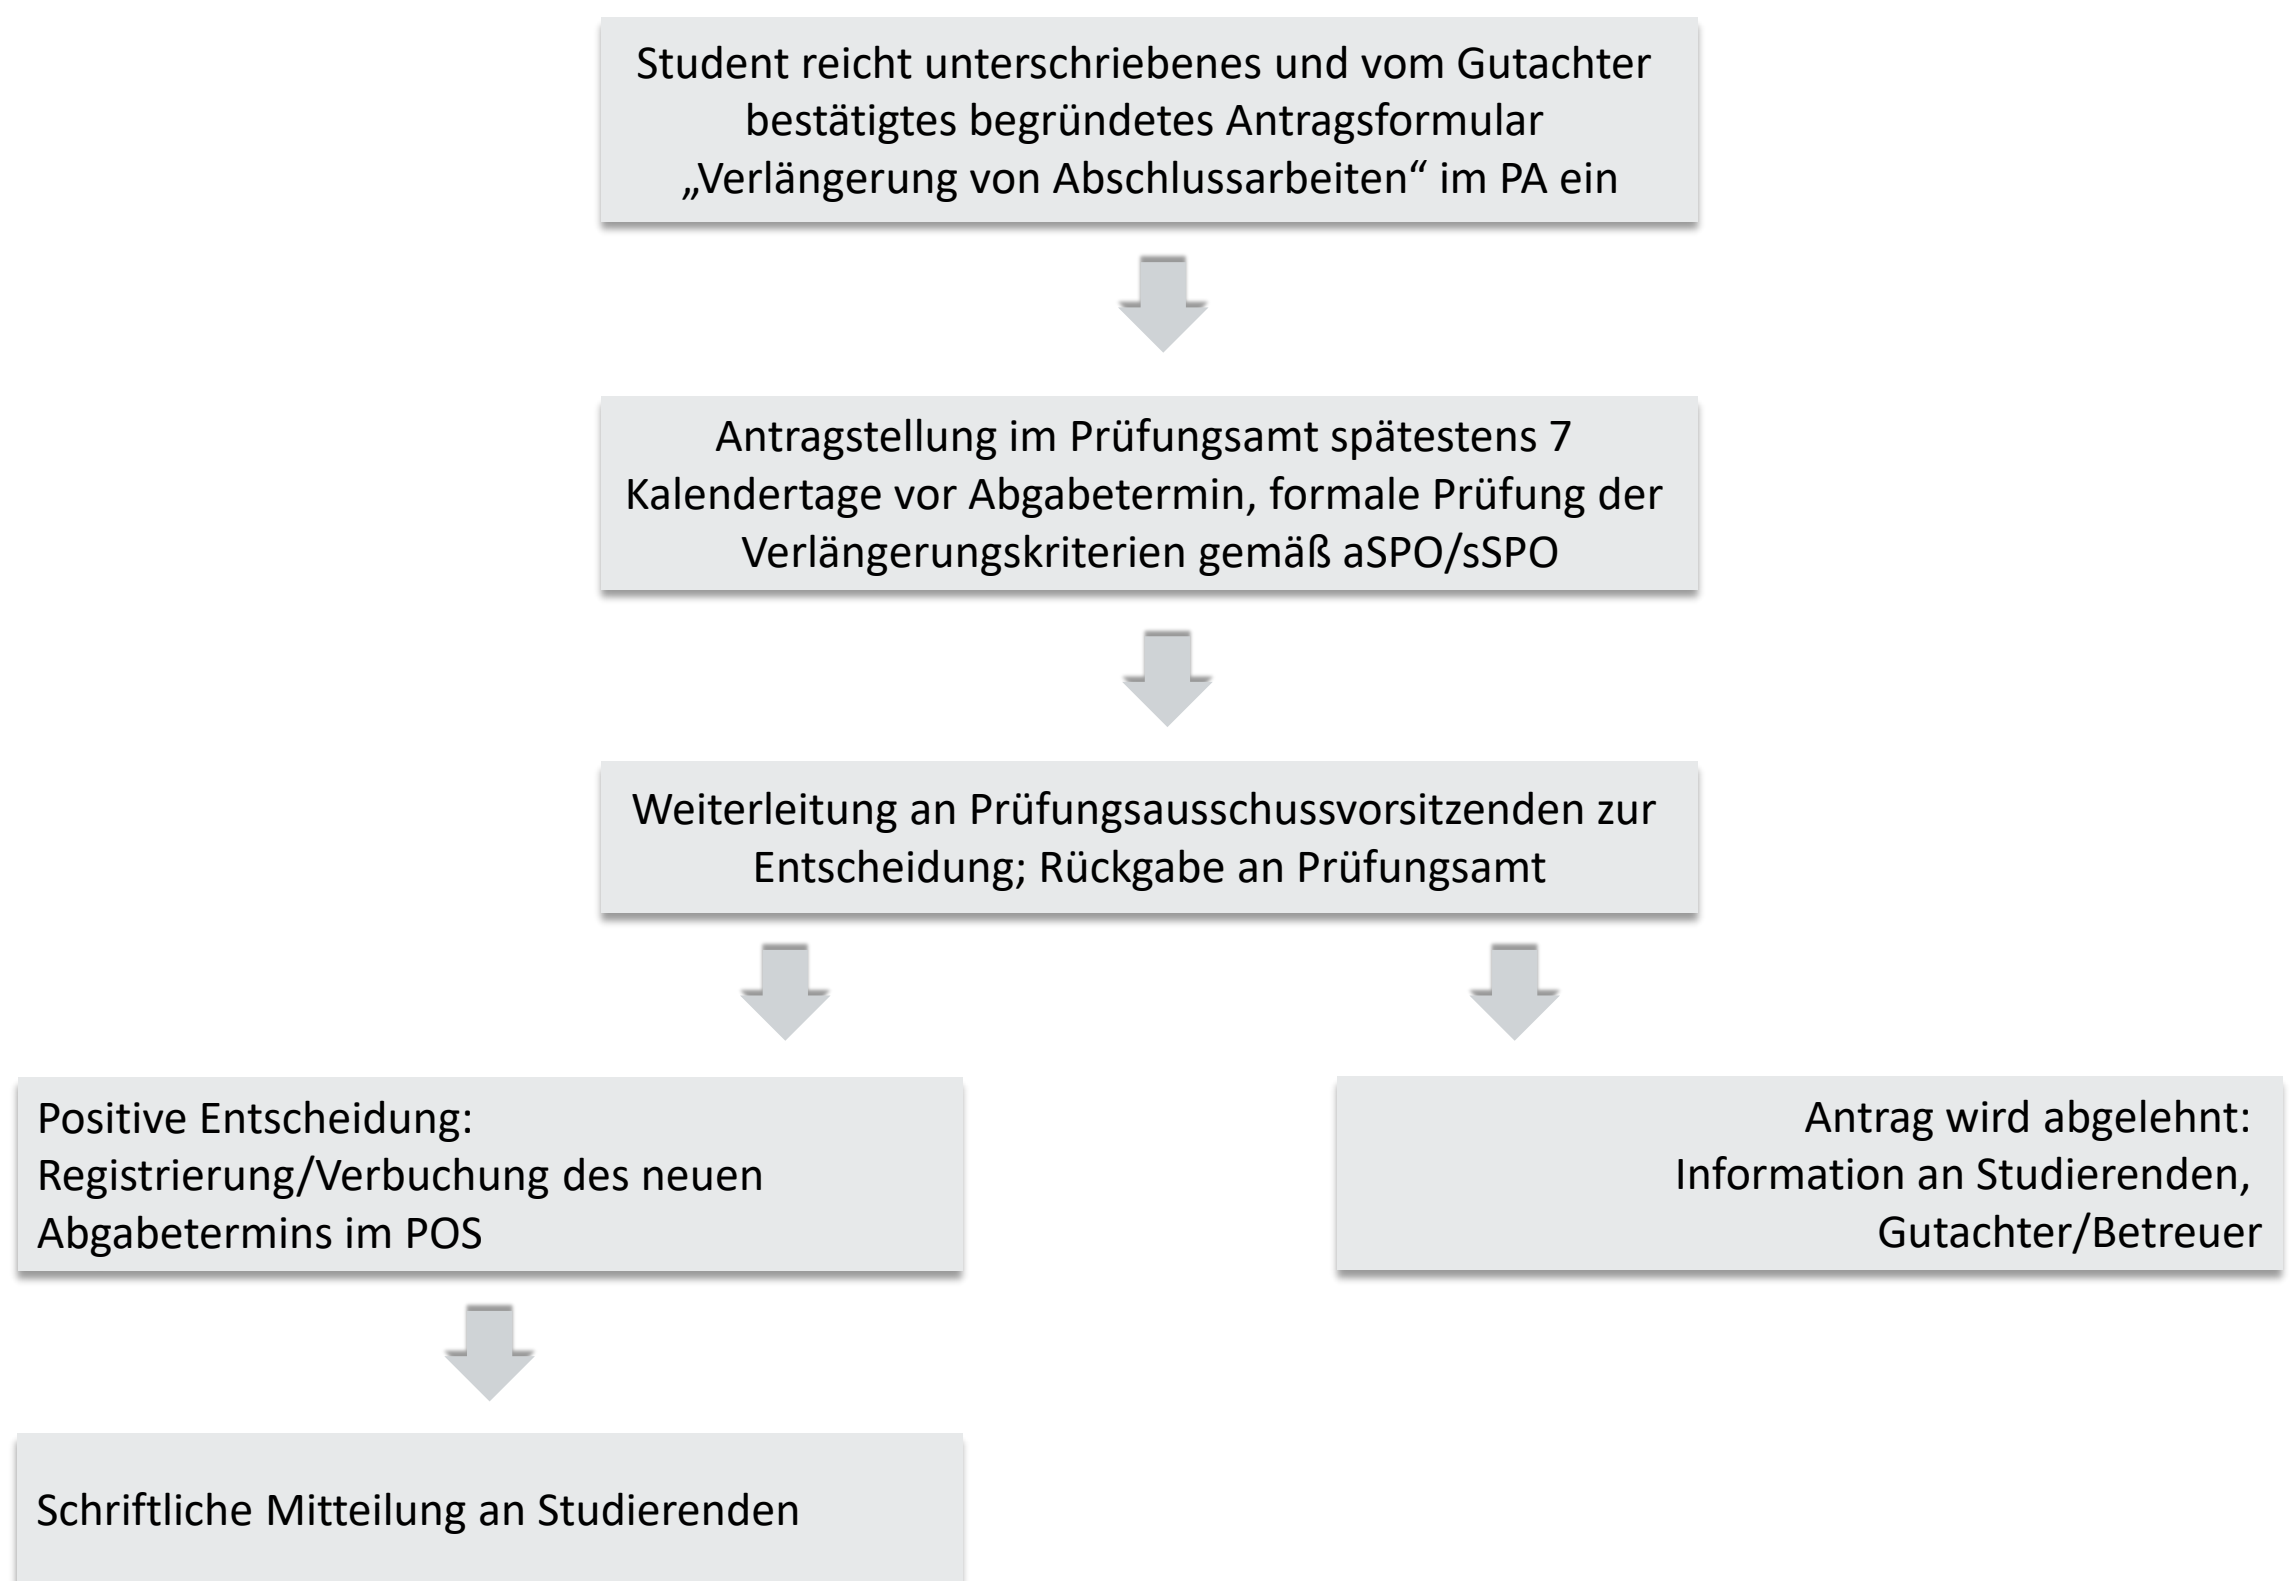 Student reicht unterschriebenes und vom Gutachter
bestätigtes begründetes Antragsformular
„Verlängerung von Abschlussarbeiten“ im PA ein
Antragstellung im Prüfungsamt spätestens 7
Kalendertage vor Abgabetermin, formale Prüfung der
Verlängerungskriterien gemäß aSPO/sSPO
Weiterleitung an Prüfungsausschussvorsitzenden zur
Entscheidung; Rückgabe an Prüfungsamt
Positive Entscheidung:
Registrierung/Verbuchung des neuen
Abgabetermins im POS
Antrag wird abgelehnt:
Information an Studierenden,
Gutachter/Betreuer
Schriftliche Mitteilung an Studierenden